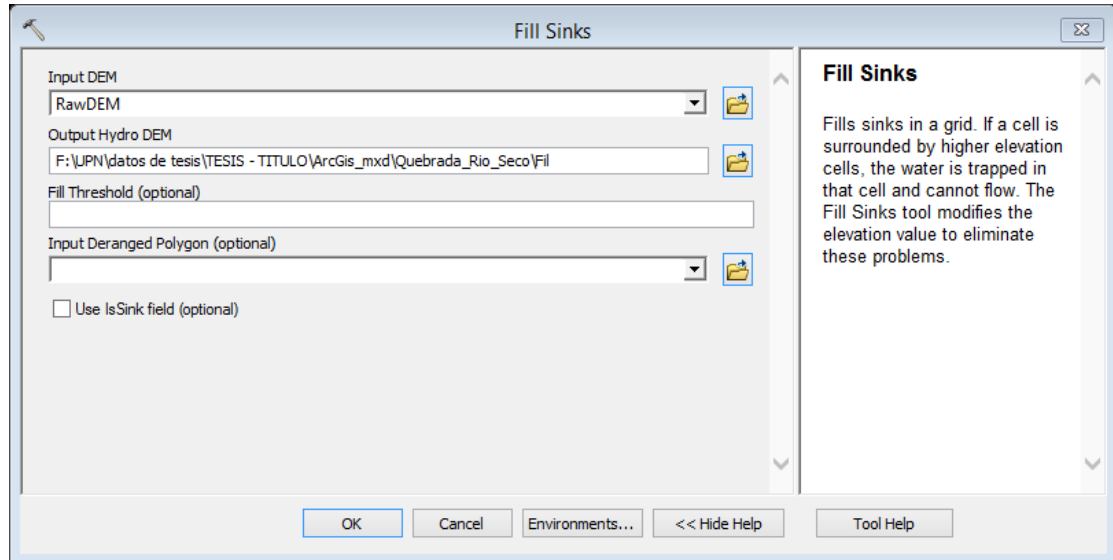 Fill Sinks
Input DEM
RawDEM
Output Hydro DEM
F:\UPN\datos de tesis\TESIS - TITULO\ArcGis_mxd\Quebrada_Rio_Seco\Fil
Fill Threshold (optional)
Input Deranged Polygon (optional)
Use IsSink field (optional)
Fill Sinks
Fills sinks in a grid. If a cell is
surrounded by higher elevation
cells, the water is trapped in
that cell and cannot flow. The
Fill Sinks tool modifies the
elevation value to eliminate
these problems.
OK
Cancel
Environments...
<< Hide Help
Tool Help